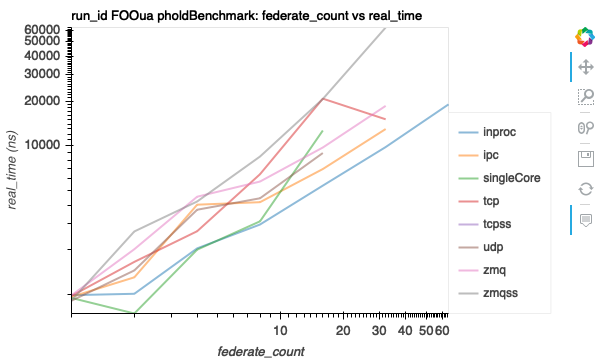 run_id FOOua pholdBenchmark: federate_count vs real_time
60000
50000
40000
30000
20000
10000
real_time (ns)
10
20
30
40
50
60
federate_count
inproc
ipc
singleCore
tcp
tcpss
udp
zmq
zmqss